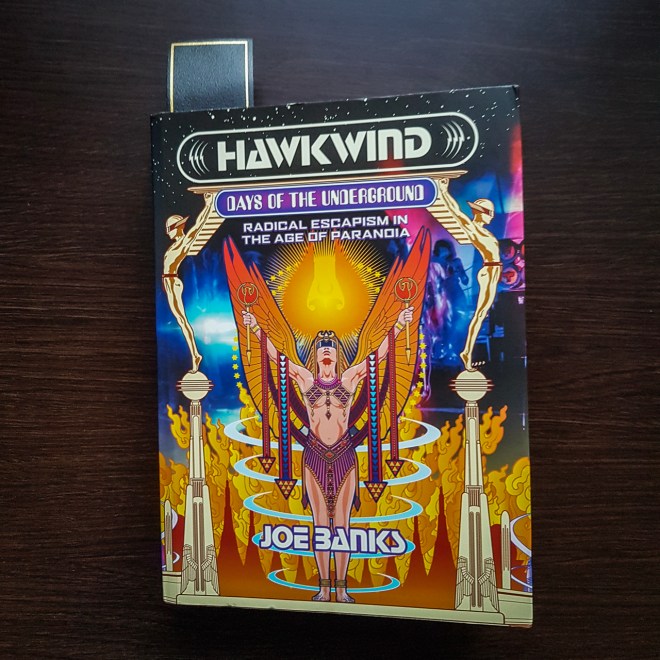 HAWKWIND
DAYS OF THE UNDERGROUND
RADICAL ESCAPISM IN
THE AGE OF PARANOIA
JOE BANKS